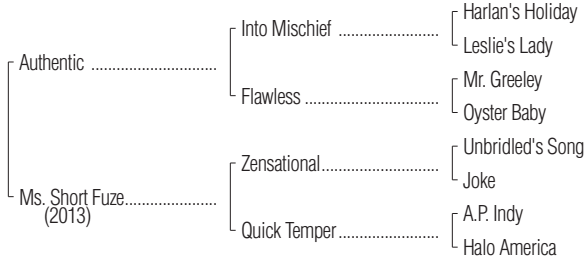 Harlan's Holiday
Into Mischief ........................
Leslie's Lady
Authentic ..............................
Mr. Greeley
Flawless ................................
Oyster Baby
Unbridled's Song
Zensational............................
Joke
Ms. Short Fuze......................
(2013)
A.P. Indy
Quick Temper........................
Halo America